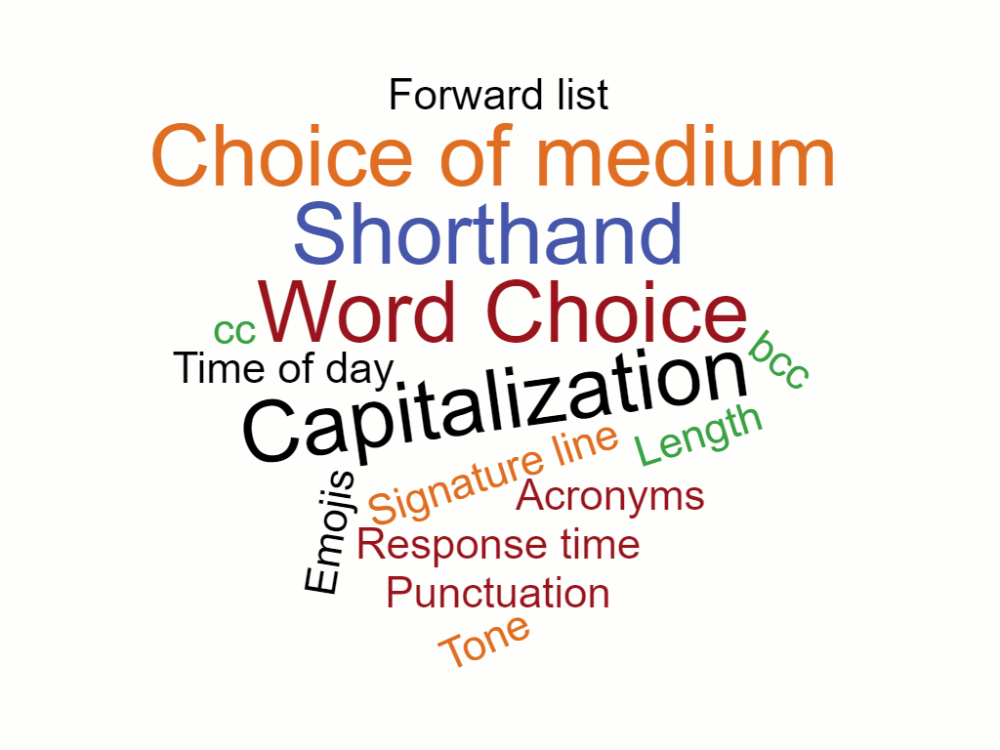 Forward list
Choice of medium
Shorthand
Word Choice
cc
bcc
Time of day
Capitalization
Length
Signature line
Emojis
Acronyms
Response time
Punctuation
Tone